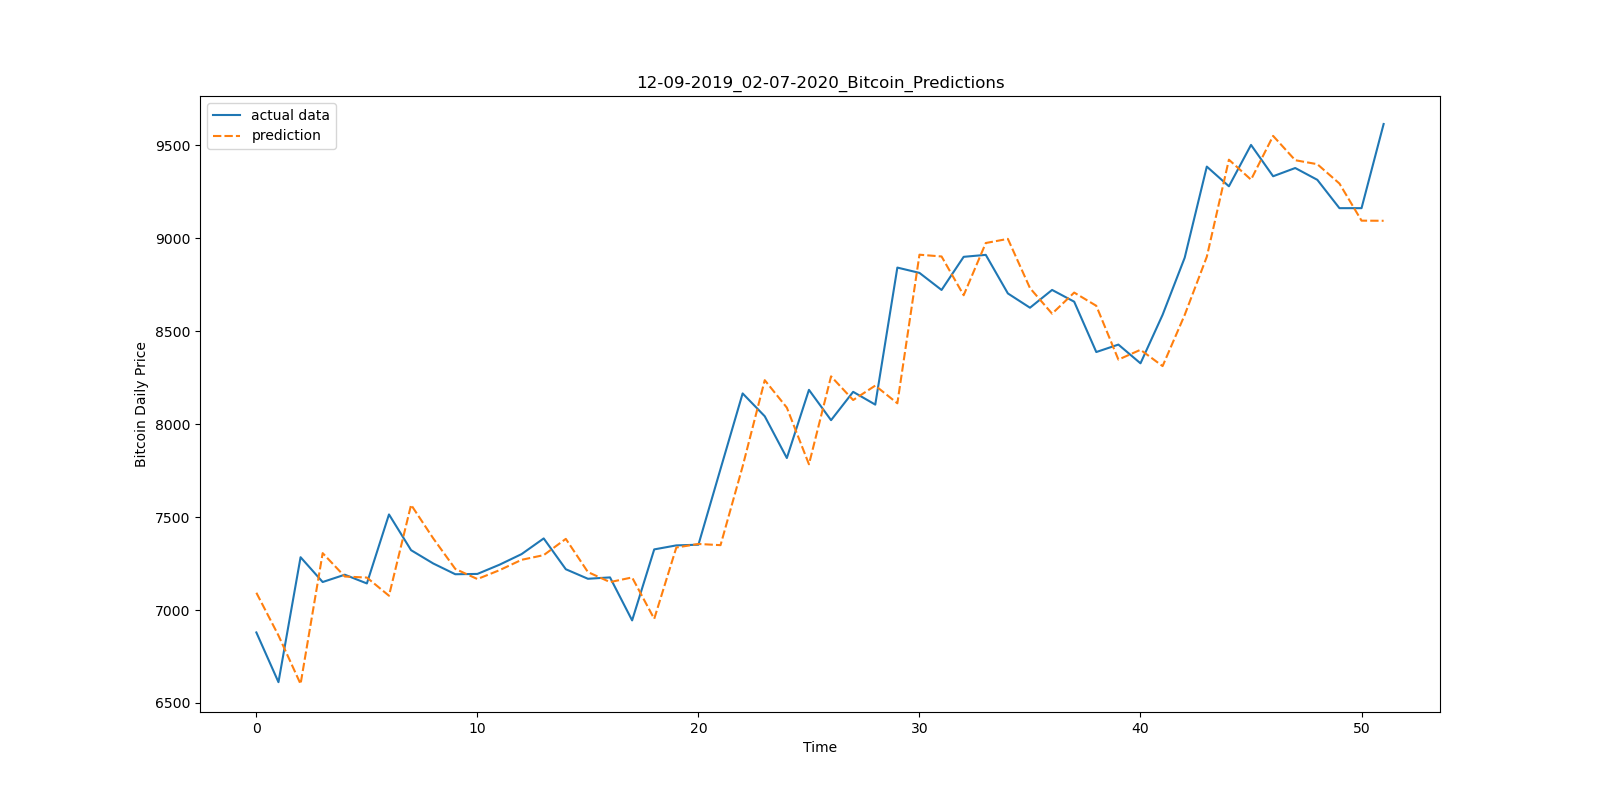 12-09-2019_02-07-2020_Bitcoin_Predictions
actual data
prediction
9500
9000
8500
8000
7500
7000
6500
Bitcoin Daily Price
0 10 20 30 40 50
Time